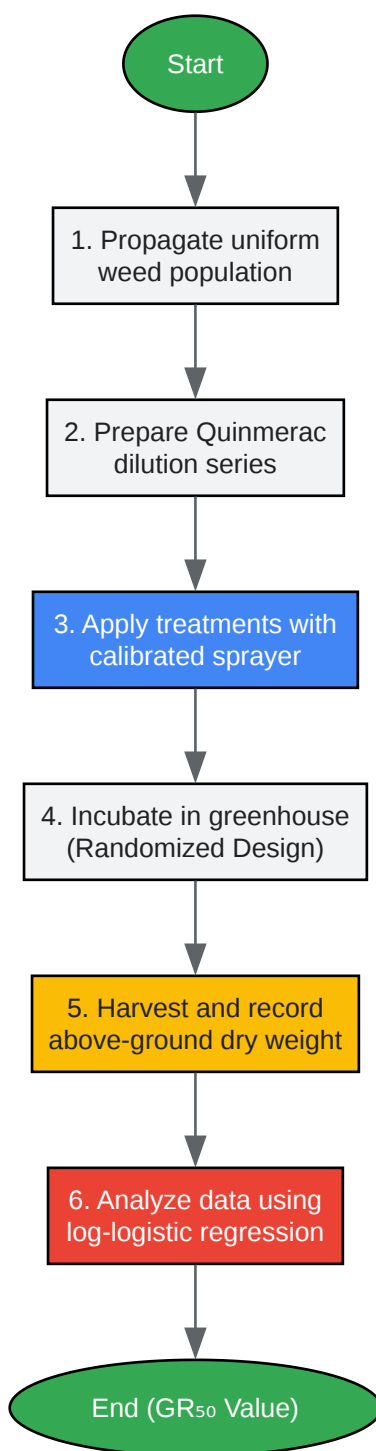 Start
1. Propagate uniform
weed population
2. Prepare Quinmerac
dilution series
3. Apply treatments with
calibrated sprayer
4. Incubate in greenhouse
(Randomized Design)
5. Harvest and record
above-ground dry weight
6. Analyze data using
log-logistic regression
End (GR₅₀ Value)